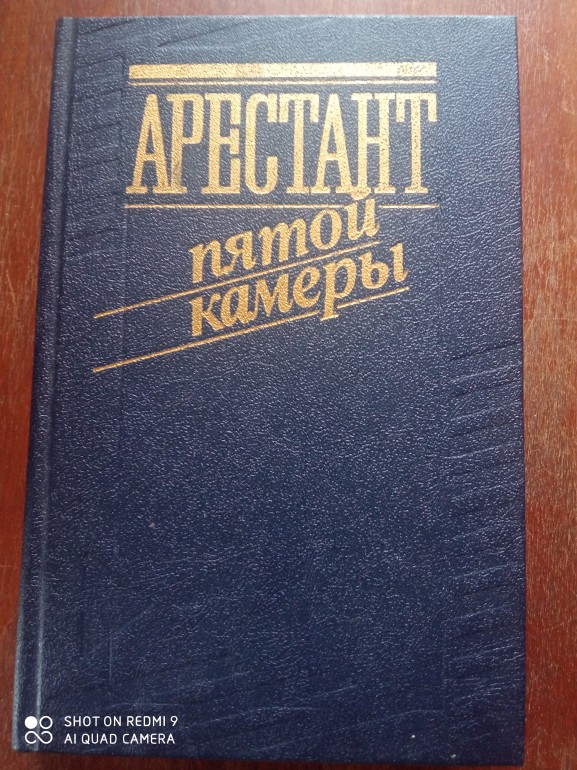 АРЕСТАНТ
пятой
камеры
SHOT ON REDMI 9
AI QUAD CAMERA